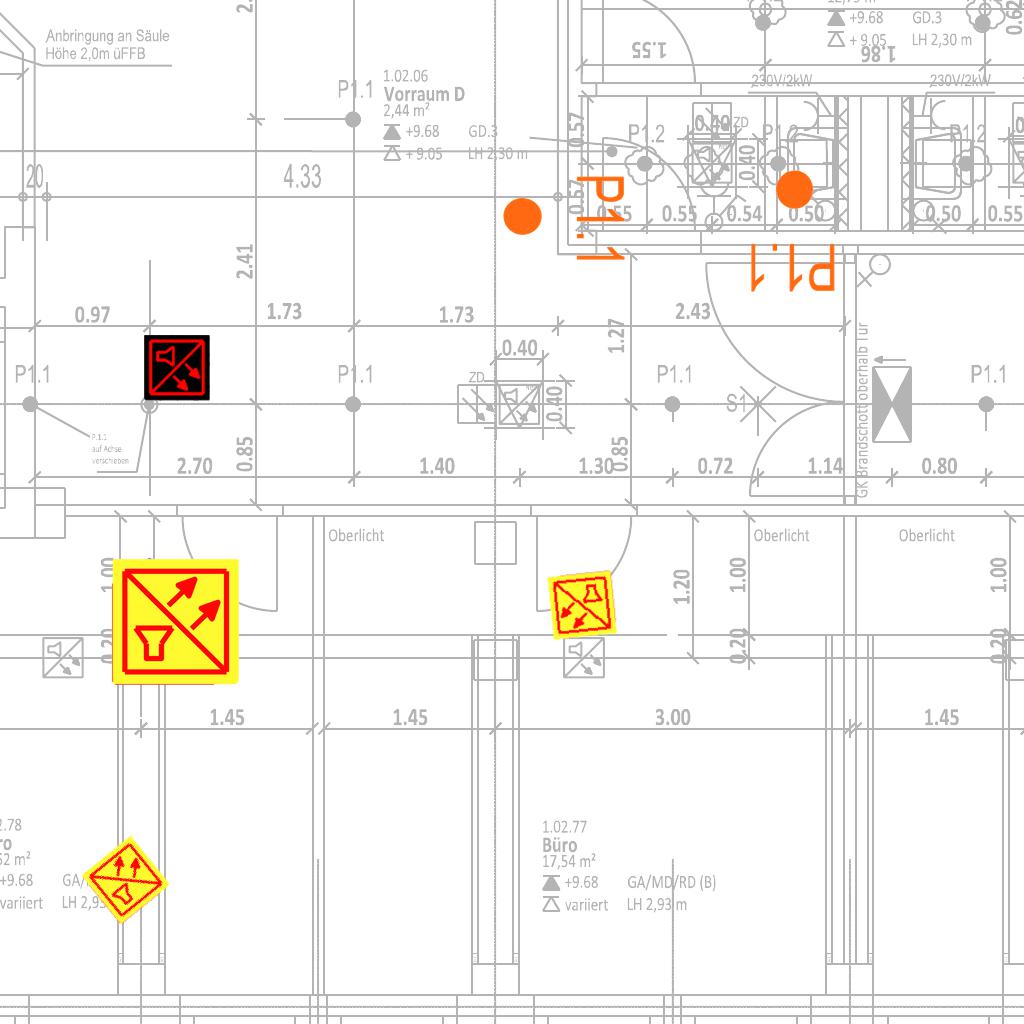 Anbringung an Säule
Höhe 2,0m üFFB
1.02.06
Vorraum D
2,44 m²
+9.68 GD.3
+ 9.05 LH 2,30 m
P1.1
+9.68 GD.3
+ 9.05 LH 2,30 m
1.55
1.86
0.62
230V/2kW
230V/2kW
0.57
P1.2
0.40
ZD
0.40
P1.2
20
4.33
0.67
0.55
0.55
0.54
0.50
0.50
0.55
P1.1
P1.1
2.41
0.97
1.73
1.73
1.27
2.43
0.40
ZD
0.40
P1.1
P1.1
P1.1
S1
P1.1
GK Brandschott oberhalb Tür
P.1.1
auf Achse
verschieben
2.70
0.85
1.40
1.30
0.85
0.72
1.14
0.80
Oberlicht
Oberlicht
Oberlicht
1.00
1.20
1.00
1.00
0.20
0.20
0.20
1.45
1.45
3.00
1.45
2.78
ro
52 m²
+9.68 GA/
variiert LH 2,93
1.02.77
Büro
17,54 m²
+9.68 GA/MD/RD (B)
variiert LH 2,93 m